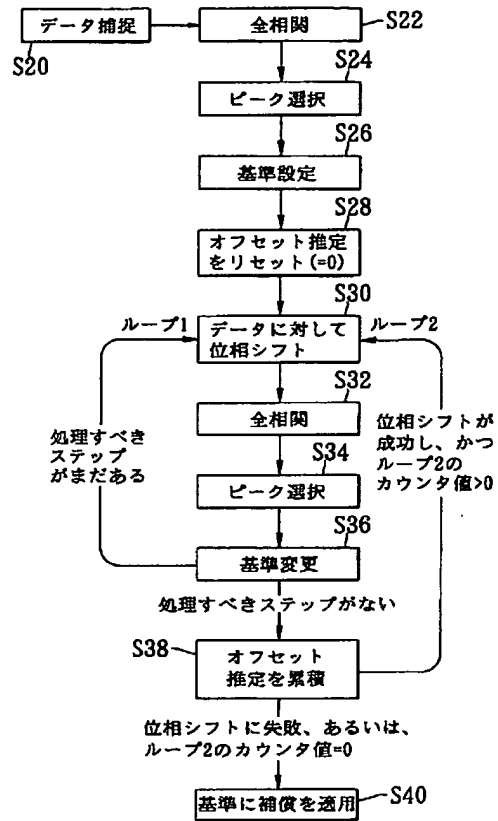 データ捕捉
S20
全相関
S22
S24
ピーク選択
S26
基準設定
S28
オフセット推定
をリセット(=0)
S30
ループ1
データに対して
位相シフト
ループ2
S32
全相関
処理すべき
ステップ
がまだある
位相シフトが
成功し、かつ
ループ2の
カウンタ値>0
S34
ピーク選択
S36
基準変更
処理すべきステップがない
S38
オフセット
推定を累積
位相シフトに失敗、あるいは、
ループ2のカウンタ値=0
基準に補償を適用
S40